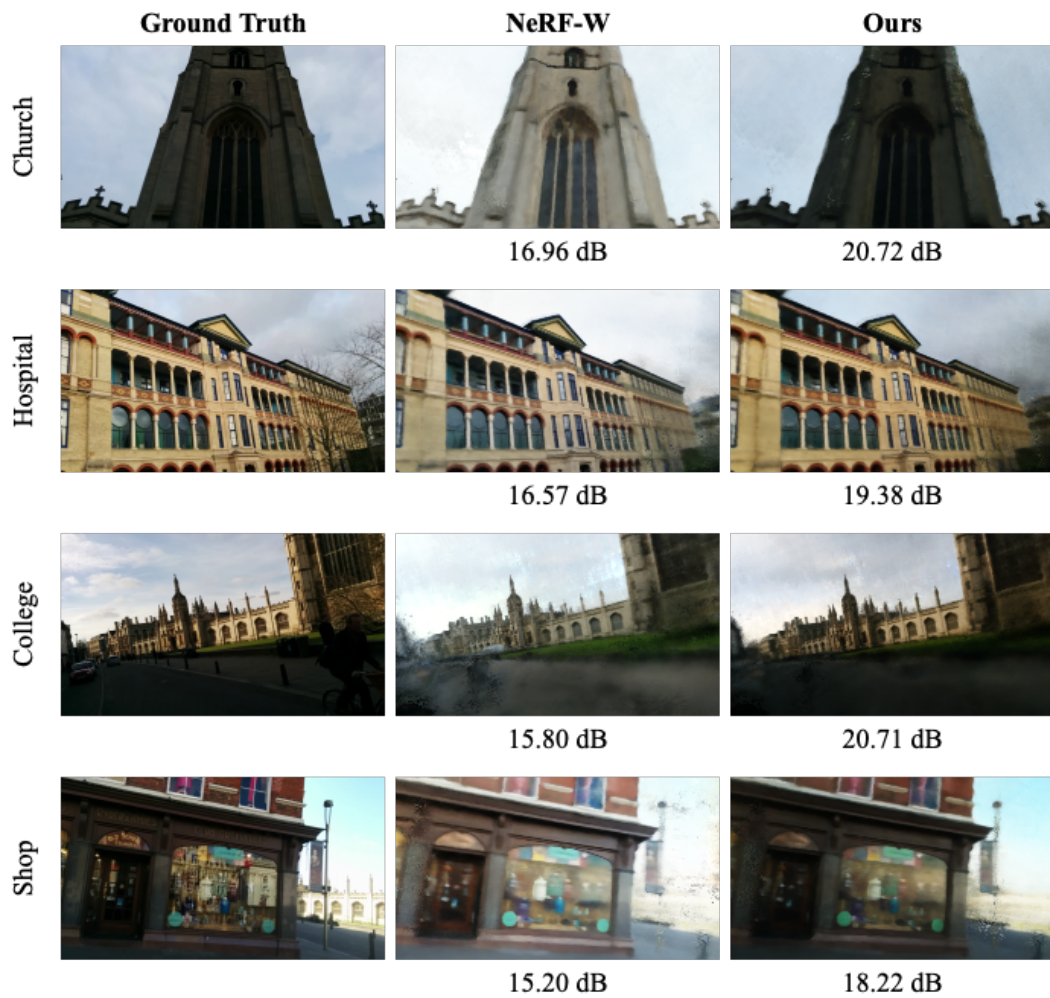 Ground Truth NeRF-W Ours
Church
16.96 dB 20.72 dB
Hospital
16.57 dB 19.38 dB
College
15.80 dB 20.71 dB
Shop
15.20 dB 18.22 dB